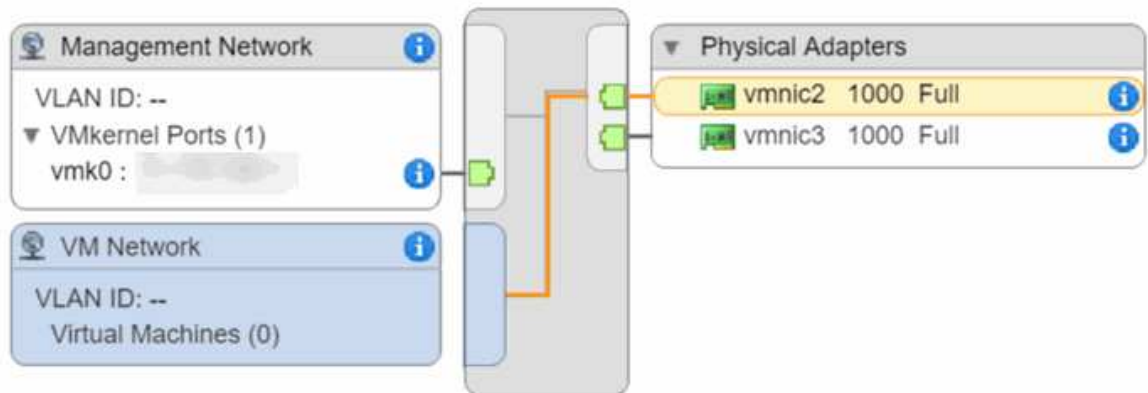 Management Network
VLAN ID: --
VMkernel Ports (1)
vmk0 :
VM Network
VLAN ID: --
Virtual Machines (0)
Physical Adapters
vmnic2 1000 Full
vmnic3 1000 Full